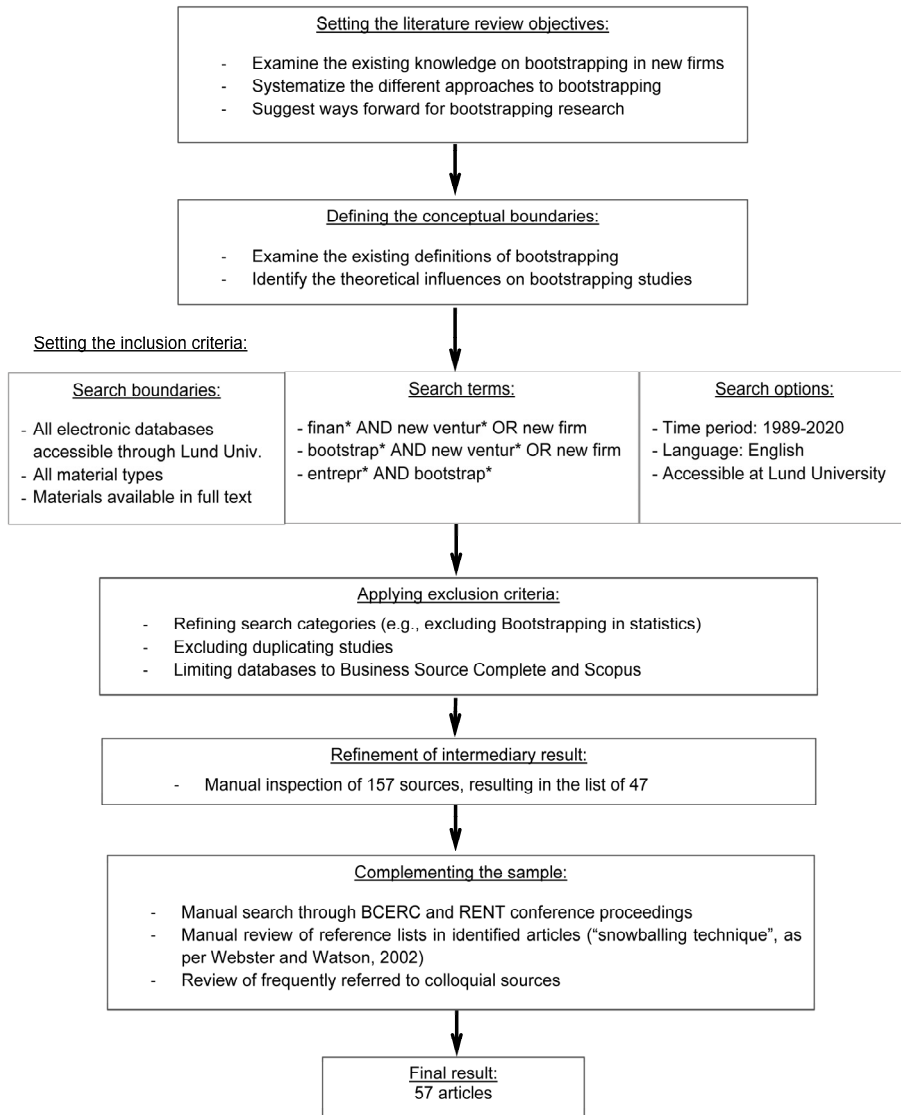 Setting the literature review objectives:
- Examine the existing knowledge on bootstrapping in new firms
- Systematize the different approaches to bootstrapping
- Suggest ways forward for bootstrapping research
Defining the conceptual boundaries:
- Examine the existing definitions of bootstrapping
- Identify the theoretical influences on bootstrapping studies
Setting the inclusion criteria:
Search boundaries:
- All electronic databases
accessible through Lund Univ.
- All material types
- Materials available in full text
Search terms:
- finan* AND new ventur* OR new firm
- bootstrap* AND new ventur* OR new firm
- entrepr* AND bootstrap*
Search options:
- Time period: 1989-2020
- Language: English
- Accessible at Lund University
Applying exclusion criteria:
- Refining search categories (e.g., excluding Bootstrapping in statistics)
- Excluding duplicating studies
- Limiting databases to Business Source Complete and Scopus
Refinement of intermediary result:
- Manual inspection of 157 sources, resulting in the list of 47
Complementing the sample:
- Manual search through BCERC and RENT conference proceedings
- Manual review of reference lists in identified articles (“snowballing technique”, as
per Webster and Watson, 2002)
- Review of frequently referred to colloquial sources
Final result:
57 articles